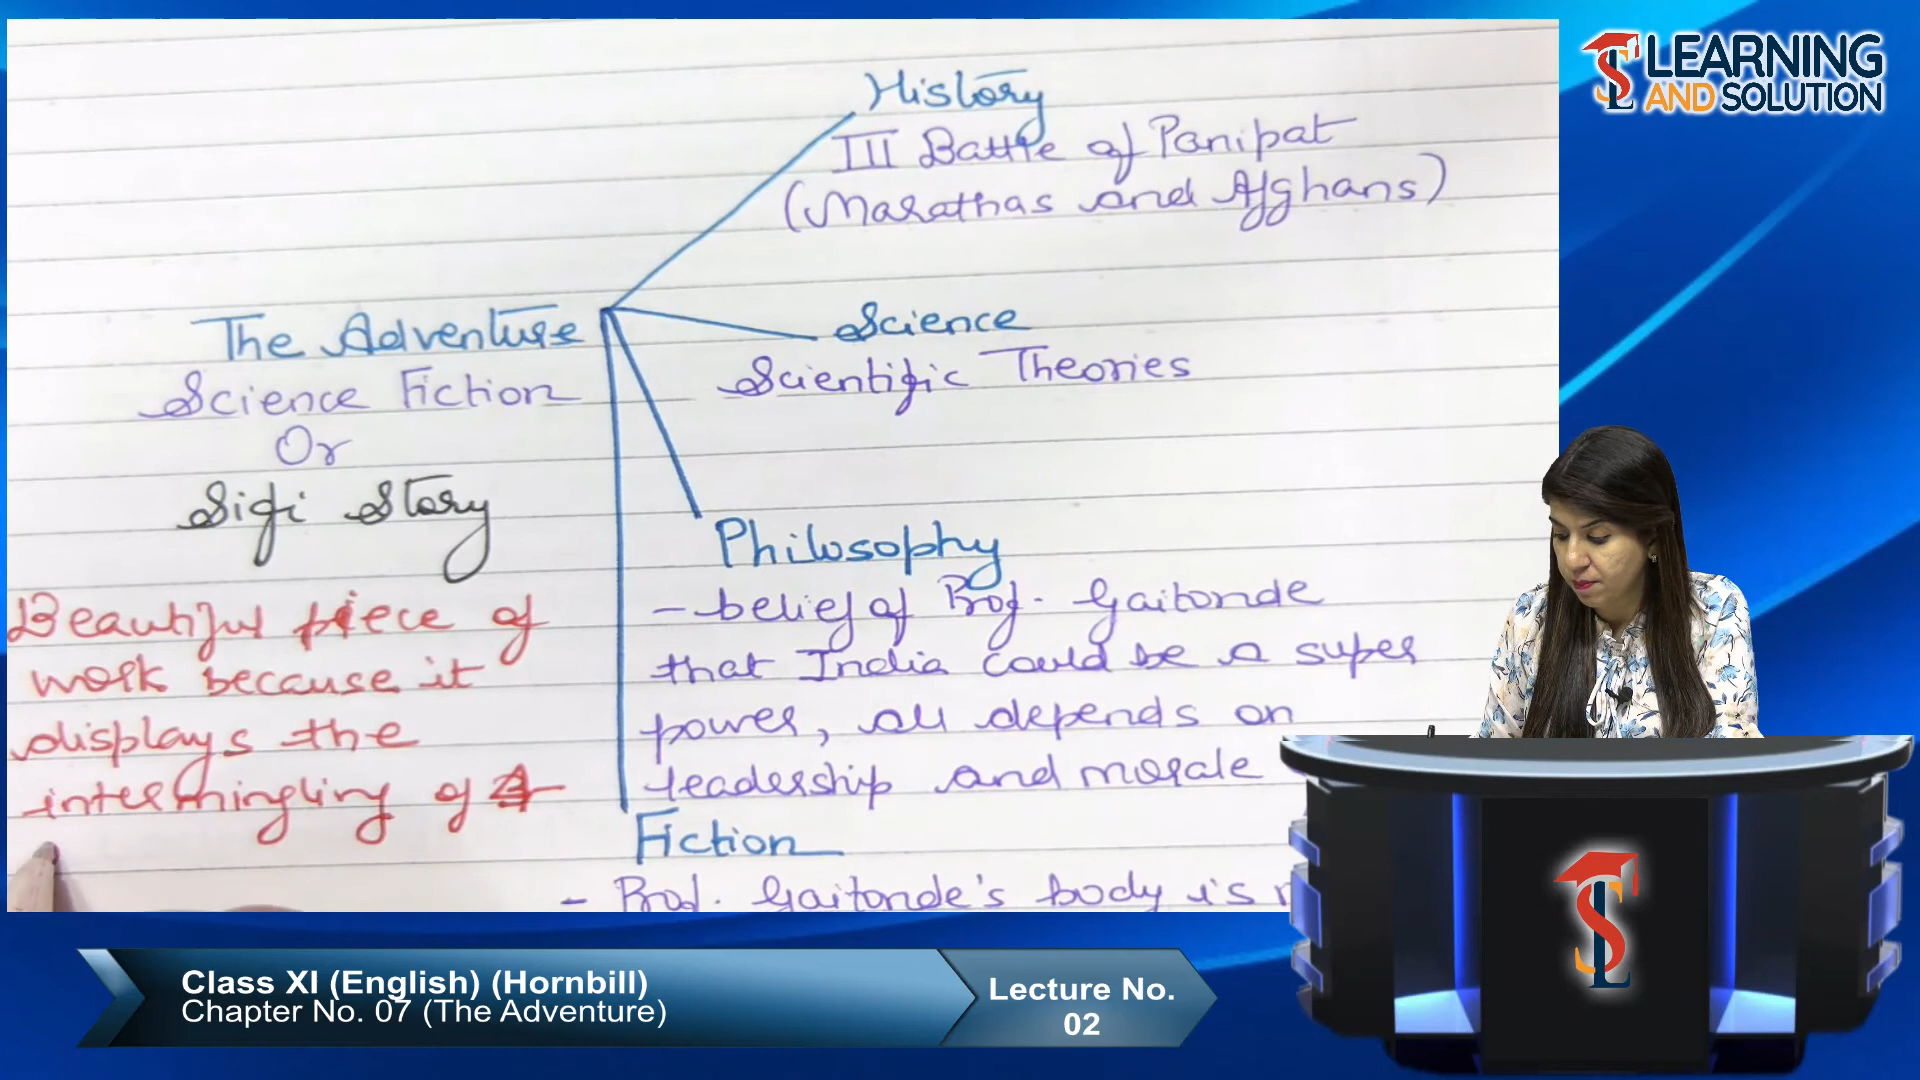 History
III Battle of Panipat
(Marathas and Afghans)
The Adventure
Science
Science Fiction
Scientific Theories
Or
Sifi Story
Philosophy
- belief of Prof. Gaitonde
that India could be a super
power, all depends on
leadership and morale
Beautiful piece of
work because it
displays the
intermingling of 4
Fiction
- Prof. Gaitonde's body is
LEARNING
AND SOLUTION
Class XI (English) (Hornbill)
Chapter No. 07 (The Adventure)
Lecture No.
02